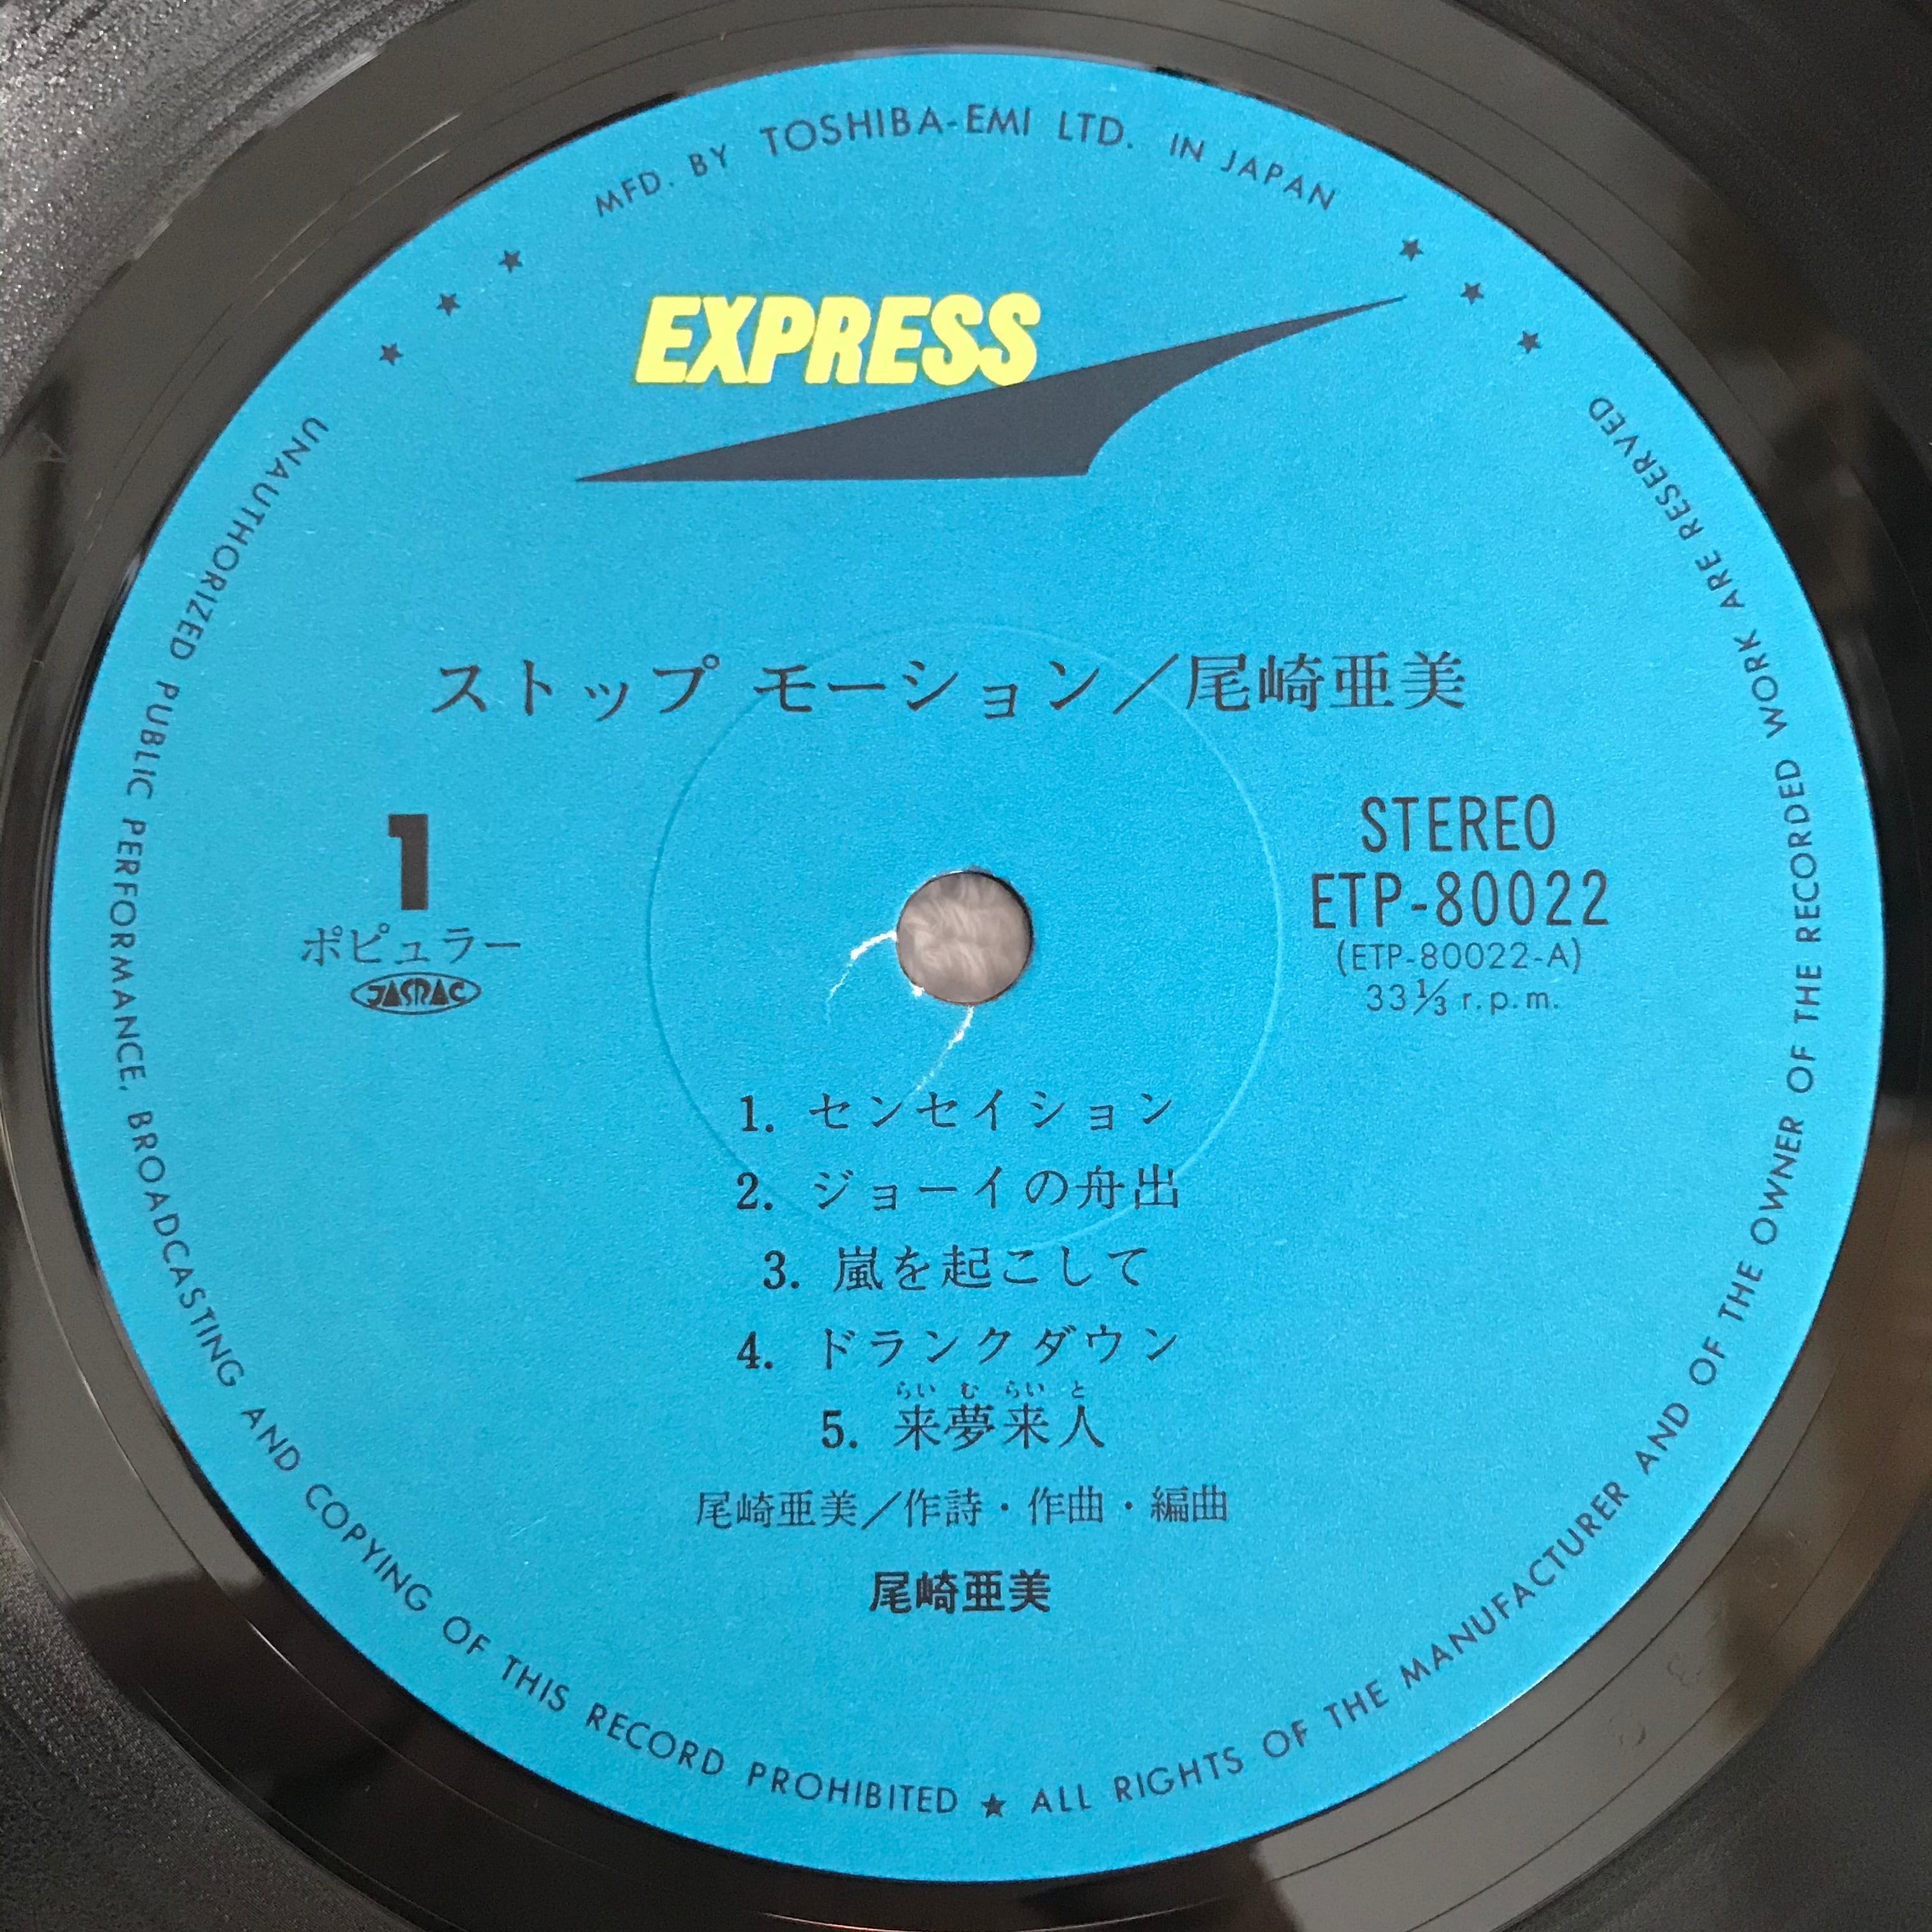 MFD. BY TOSHIBA-EMI LTD. IN JAPAN
EXPRESS
ストップ モーション／尾崎亜美
1
ポピュラー
JASRAC
STEREO
ETP-80022
(ETP-80022-A)
33⅓ r.p.m.
1. センセイション
2. ジョーイの舟出
3. 嵐を起こして
4. ドランクダウン
らい む らい と
5. 来夢来人
尾崎亜美／作詩・作曲・編曲
尾崎亜美
UNAUTHORIZED PUBLIC PERFORMANCE, BROADCASTING AND COPYING OF THIS RECORD PROHIBITED ★ ALL RIGHTS OF THE MANUFACTURER AND OF THE OWNER OF THE RECORDED WORK ARE RESERVED